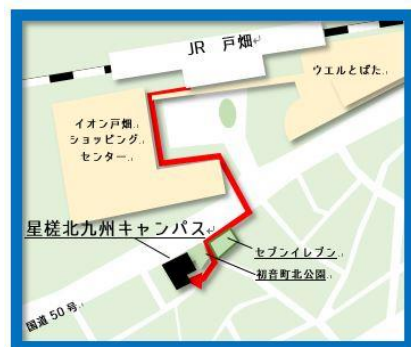 JR 戸畑
ウエルとばた
イオン戸畑
ショッピング
センター
星槎北九州キャンパス
セブンイレブン
初音町北公園
国道50号